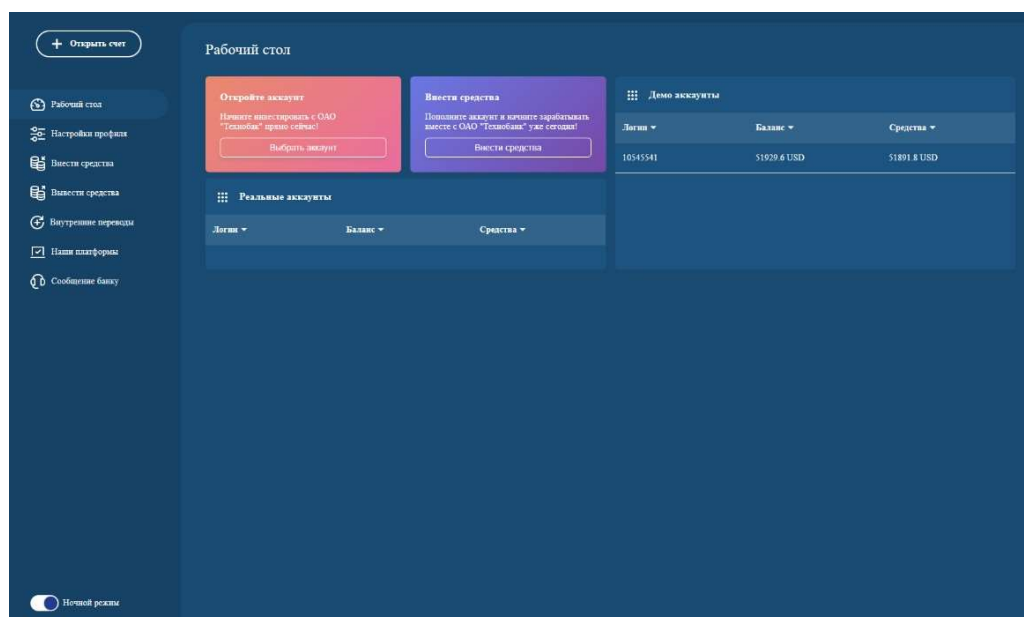 Открыть счет
Рабочий стол
Настройки профиля
Внести средства
Вывести средства
Внутренние переводы
Наши платформы
Сообщение банку
Ночной режим
Рабочий стол
Откройте аккаунт
Начните инвестировать с ОАО
"Технобак" прямо сейчас!
Выбрать аккаунт
Внести средства
Пополните аккаунт и начните зарабатывать
вместе с ОАО "Технобанк" уже сегодня!
Внести средства
Реальные аккаунты
Логин Баланс Средства
Демо аккаунты
Логин Баланс Средства
10545541 51929.6 USD 51891.8 USD